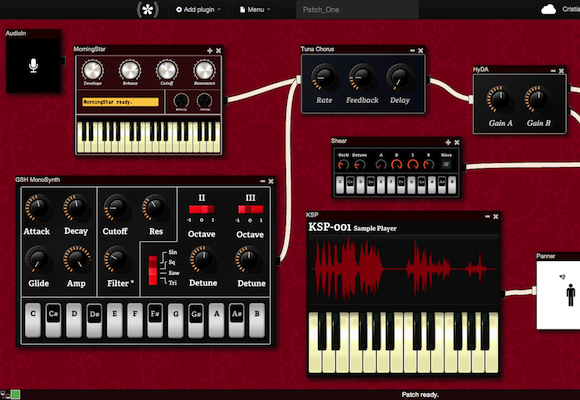 Add plugin
Menu
Patch_One
Cristia
AudioIn
MorningStar
Envelope
Release
Cutoff
Resonance
MorningStar ready.
Tuna Chorus
Rate
Feedback
Delay
HyDA
Gain A
Gain B
Shear
OscN
Detune
A
D
S
R
Wave
GSH MonoSynth
Attack
Decay
Cutoff
Res
II
III
-1 0 1
-1 0 1
Octave
Octave
Glide
Amp
Filter
Sin
Sq
Saw
Tri
Detune
Detune
C
C#
D
D#
E
F
F#
G
G#
A
A#
B
KSP
KSP-001 Sample Player
Panner
Patch ready.